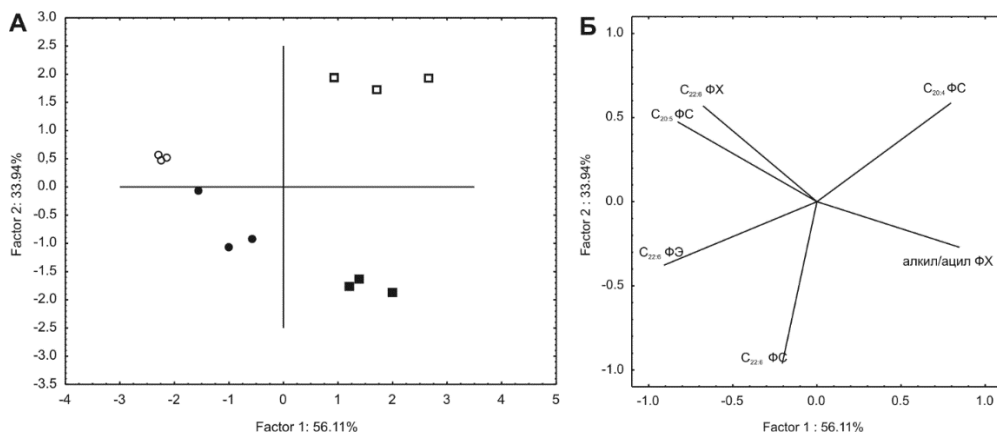 А
3.0
2.5
2.0
1.5
1.0
0.5
0.0
-0.5
-1.0
-1.5
-2.0
-2.5
-3.0
-3.5
-4
-3
-2
-1
0
1
2
3
4
5
Factor 2: 33.94%
Factor 1: 56.11%
Б
1.0
0.5
0.0
-0.5
-1.0
-1.0
-0.5
0.0
0.5
1.0
Factor 2 : 33.94%
Factor 1 : 56.11%
C22:6 ФХ
C20:5 ФС
C20:4 ФС
C22:6 ФЭ
алкил/ацил ФХ
C22:6 ФС